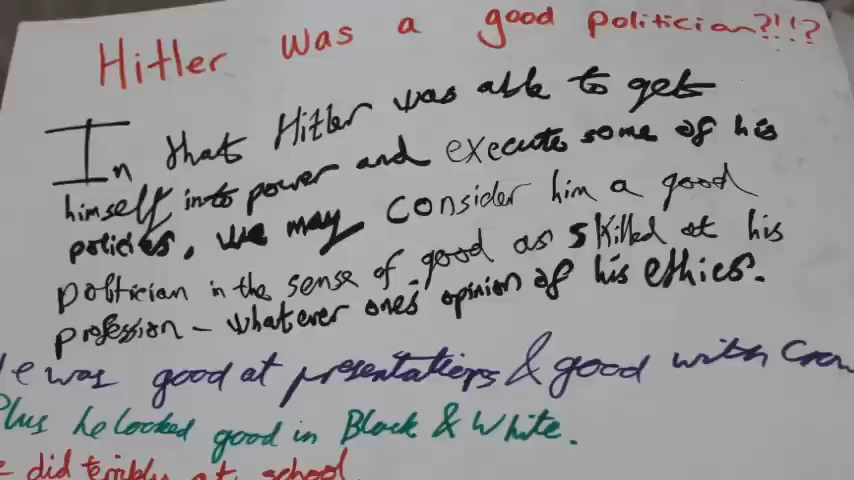 Hitler was a good politician?!!?
In that Hitler was able to get
himself into power and execute some of his
policies, we may consider him a good
politician in the sense of good as skilled at his
profession - whatever ones' opinion of his ethics.
e was good at presentations & good with Crow
Plus he looked good in Black & White.
e did terribly at school